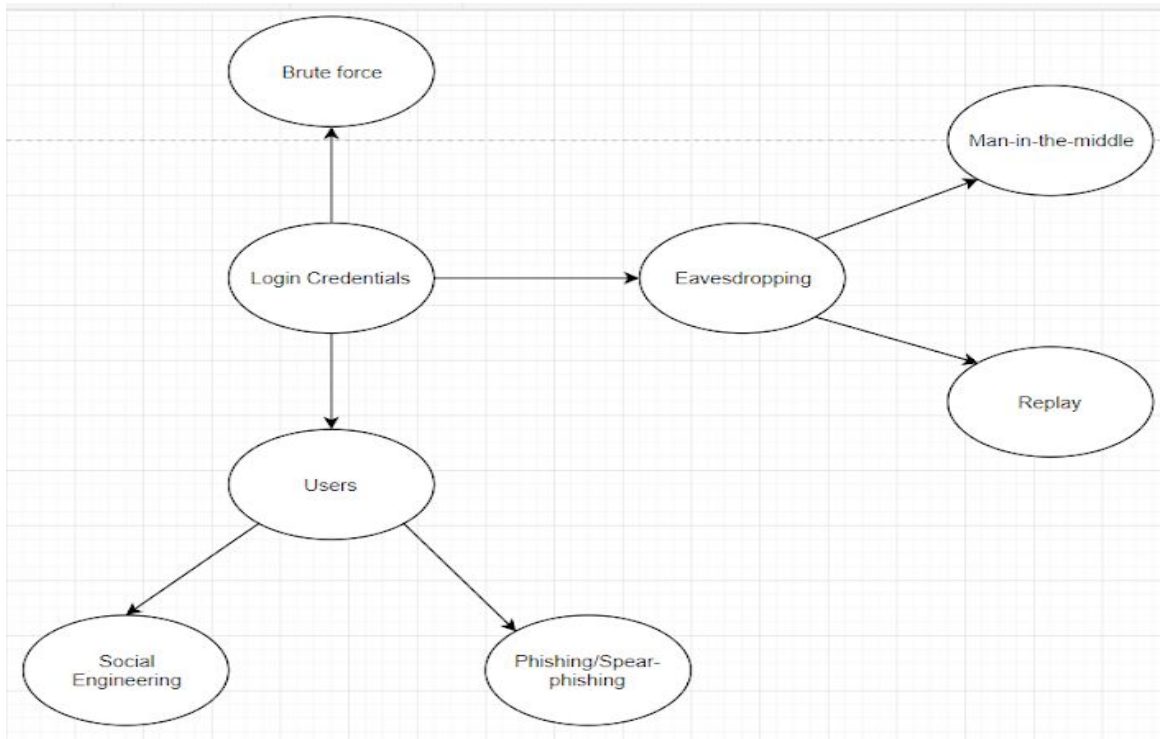 Brute force
Man-in-the-middle
Login Credentials
Eavesdropping
Replay
Users
Social
Engineering
Phishing/Spear-
phishing